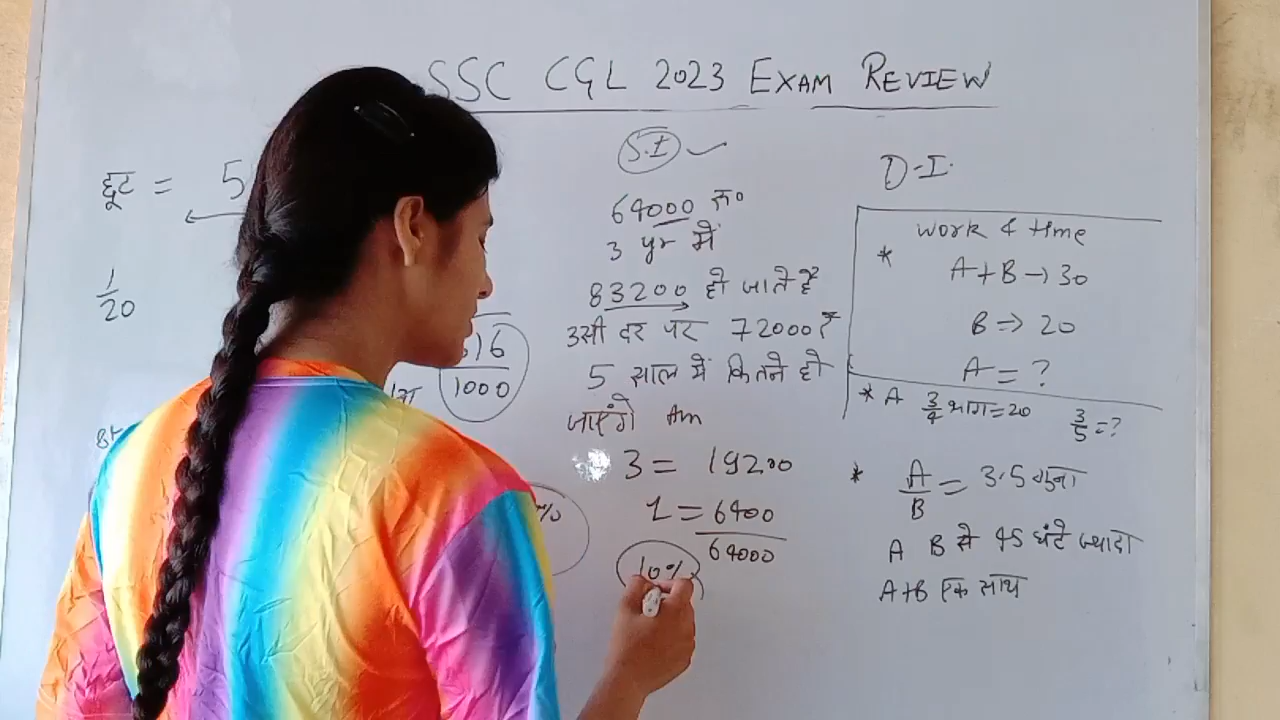 SSC CGL 2023 EXAM REVIEW
छूट = 5
1/20
16/1000
%
S.I
64000 रू०
3 yr में
83200 हो जाते हैं
उसी दर पर 72000 ₹
5 साल में कितने हो
जाएंगे Am
3 = 19200
1 = 6400/64000
10%
D.I.
Work & time
* A+B → 30
B ⇒ 20
A = ?
* A 3/4 भाग = 20 3/5 = ?
* A/B = 3.5 गुना
A B से 45 घंटे ज्यादा
A+B एक साथ